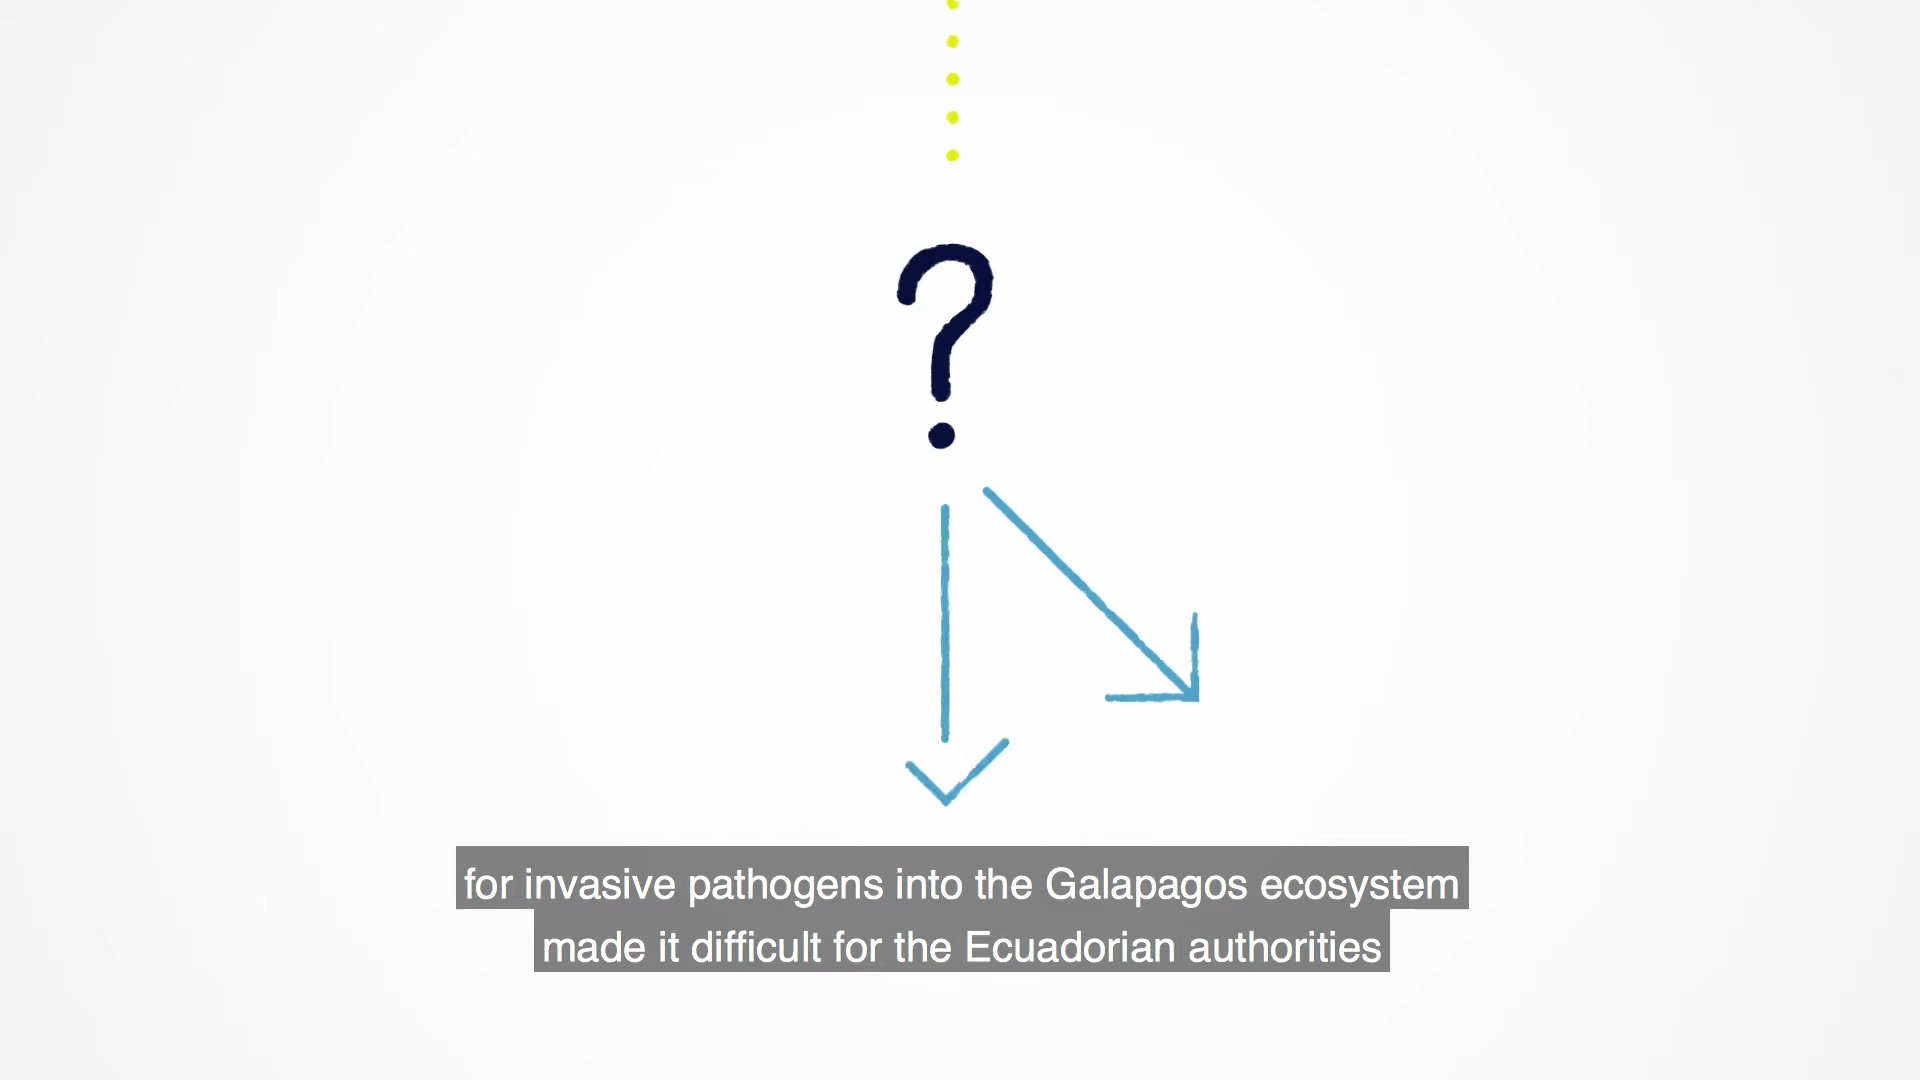 ?
for invasive pathogens into the Galapagos ecosystem
made it difficult for the Ecuadorian authorities